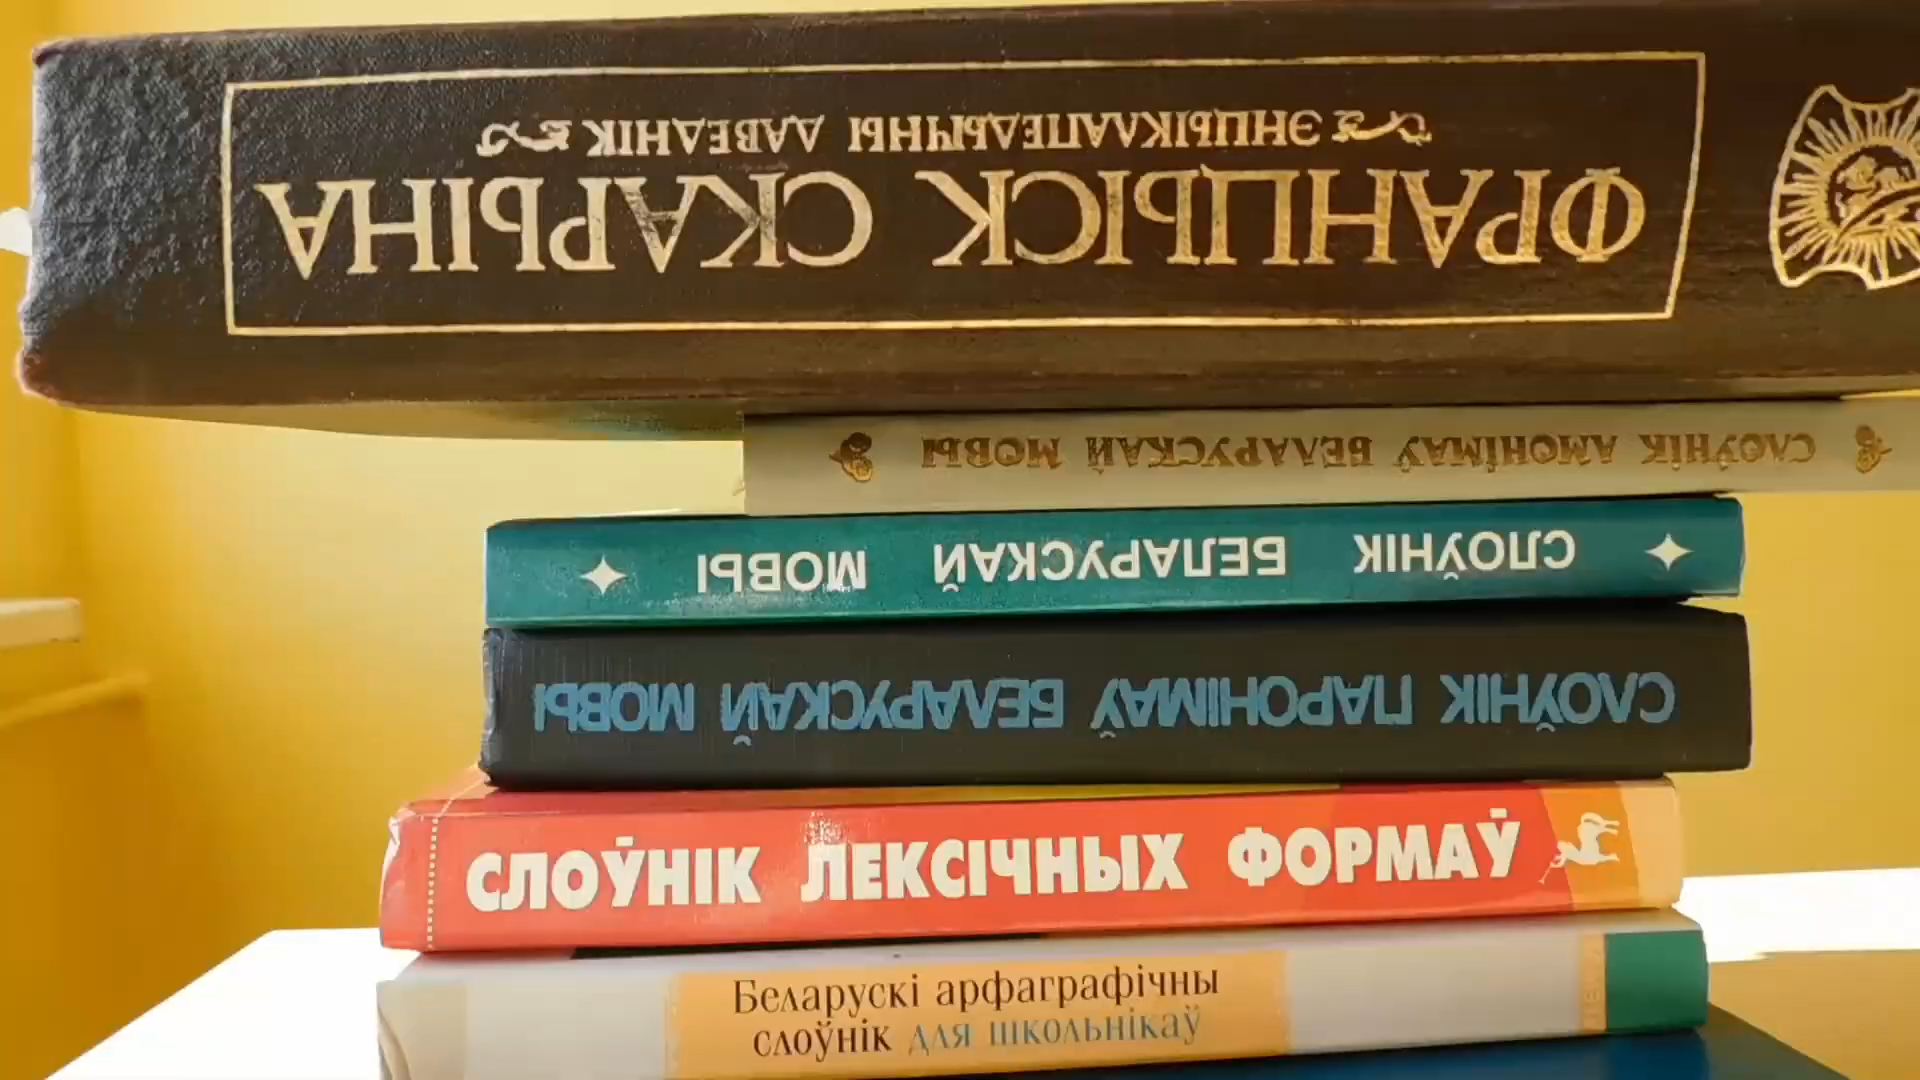 ФРАНЦЫСК СКАРЫНА
ЭНЦЫКЛАПЕДЫЧНЫ ДАВЕДНІК
СЛОЎНІК АМОНІМАЎ БЕЛАРУСКАЙ МОВЫ
СЛОЎНІК БЕЛАРУСКАЙ МОВЫ
СЛОЎНІК ПАРОНІМАЎ БЕЛАРУСКАЙ МОВЫ
СЛОЎНІК ЛЕКСІЧНЫХ ФОРМАЎ
Беларускі арфаграфічны
слоўнік для школьнікаў